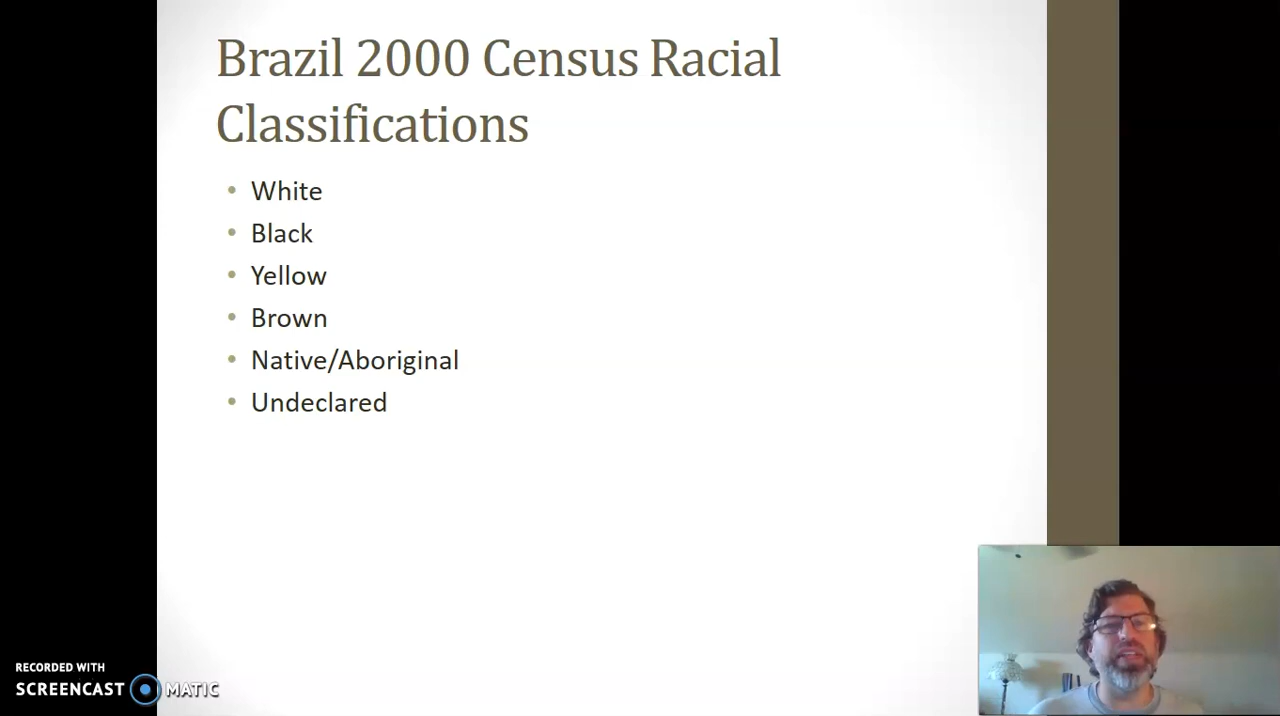 Brazil 2000 Census Racial
Classifications
• White
• Black
• Yellow
• Brown
• Native/Aboriginal
• Undeclared
RECORDED WITH
SCREENCAST MATIC